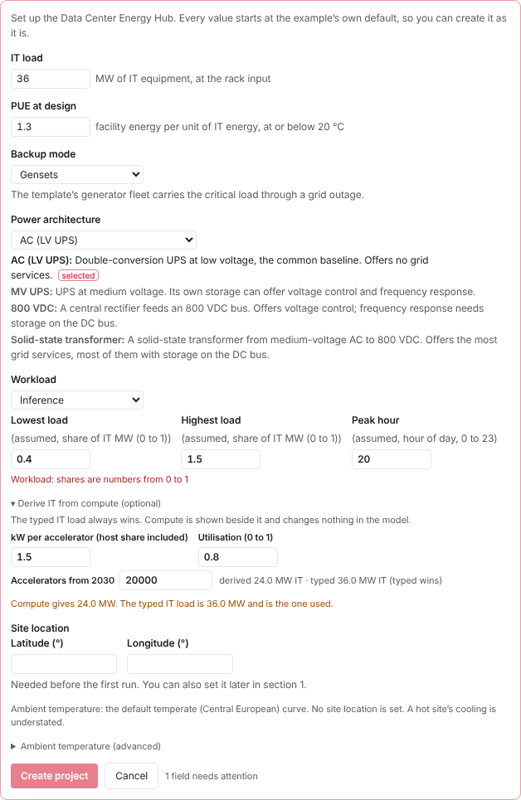 Set up the Data Center Energy Hub. Every value starts at the example's own default, so you can create it as
it is.
IT load
36 MW of IT equipment, at the rack input
PUE at design
1.3 facility energy per unit of IT energy, at or below 20 °C
Backup mode
Gensets
The template's generator fleet carries the critical load through a grid outage.
Power architecture
AC (LV UPS)
AC (LV UPS): Double-conversion UPS at low voltage, the common baseline. Offers no grid
services. selected
MV UPS: UPS at medium voltage. Its own storage can offer voltage control and frequency response.
800 VDC: A central rectifier feeds an 800 VDC bus. Offers voltage control; frequency response needs
storage on the DC bus.
Solid-state transformer: A solid-state transformer from medium-voltage AC to 800 VDC. Offers the most
grid services, most of them with storage on the DC bus.
Workload
Inference
Lowest load Highest load Peak hour
(assumed, share of IT MW (0 to 1)) (assumed, share of IT MW (0 to 1)) (assumed, hour of day, 0 to 23)
0.4 1.5 20
Workload: shares are numbers from 0 to 1
▾ Derive IT from compute (optional)
The typed IT load always wins. Compute is shown beside it and changes nothing in the model.
kW per accelerator (host share included) Utilisation (0 to 1)
1.5 0.8
Accelerators from 2030 20000 derived 24.0 MW IT · typed 36.0 MW IT (typed wins)
Compute gives 24.0 MW. The typed IT load is 36.0 MW and is the one used.
Site location
Latitude (°) Longitude (°)
Needed before the first run. You can also set it later in section 1.
Ambient temperature: the default temperate (Central European) curve. No site location is set. A hot site's cooling is
understated.
▸ Ambient temperature (advanced)
Create project Cancel 1 field needs attention